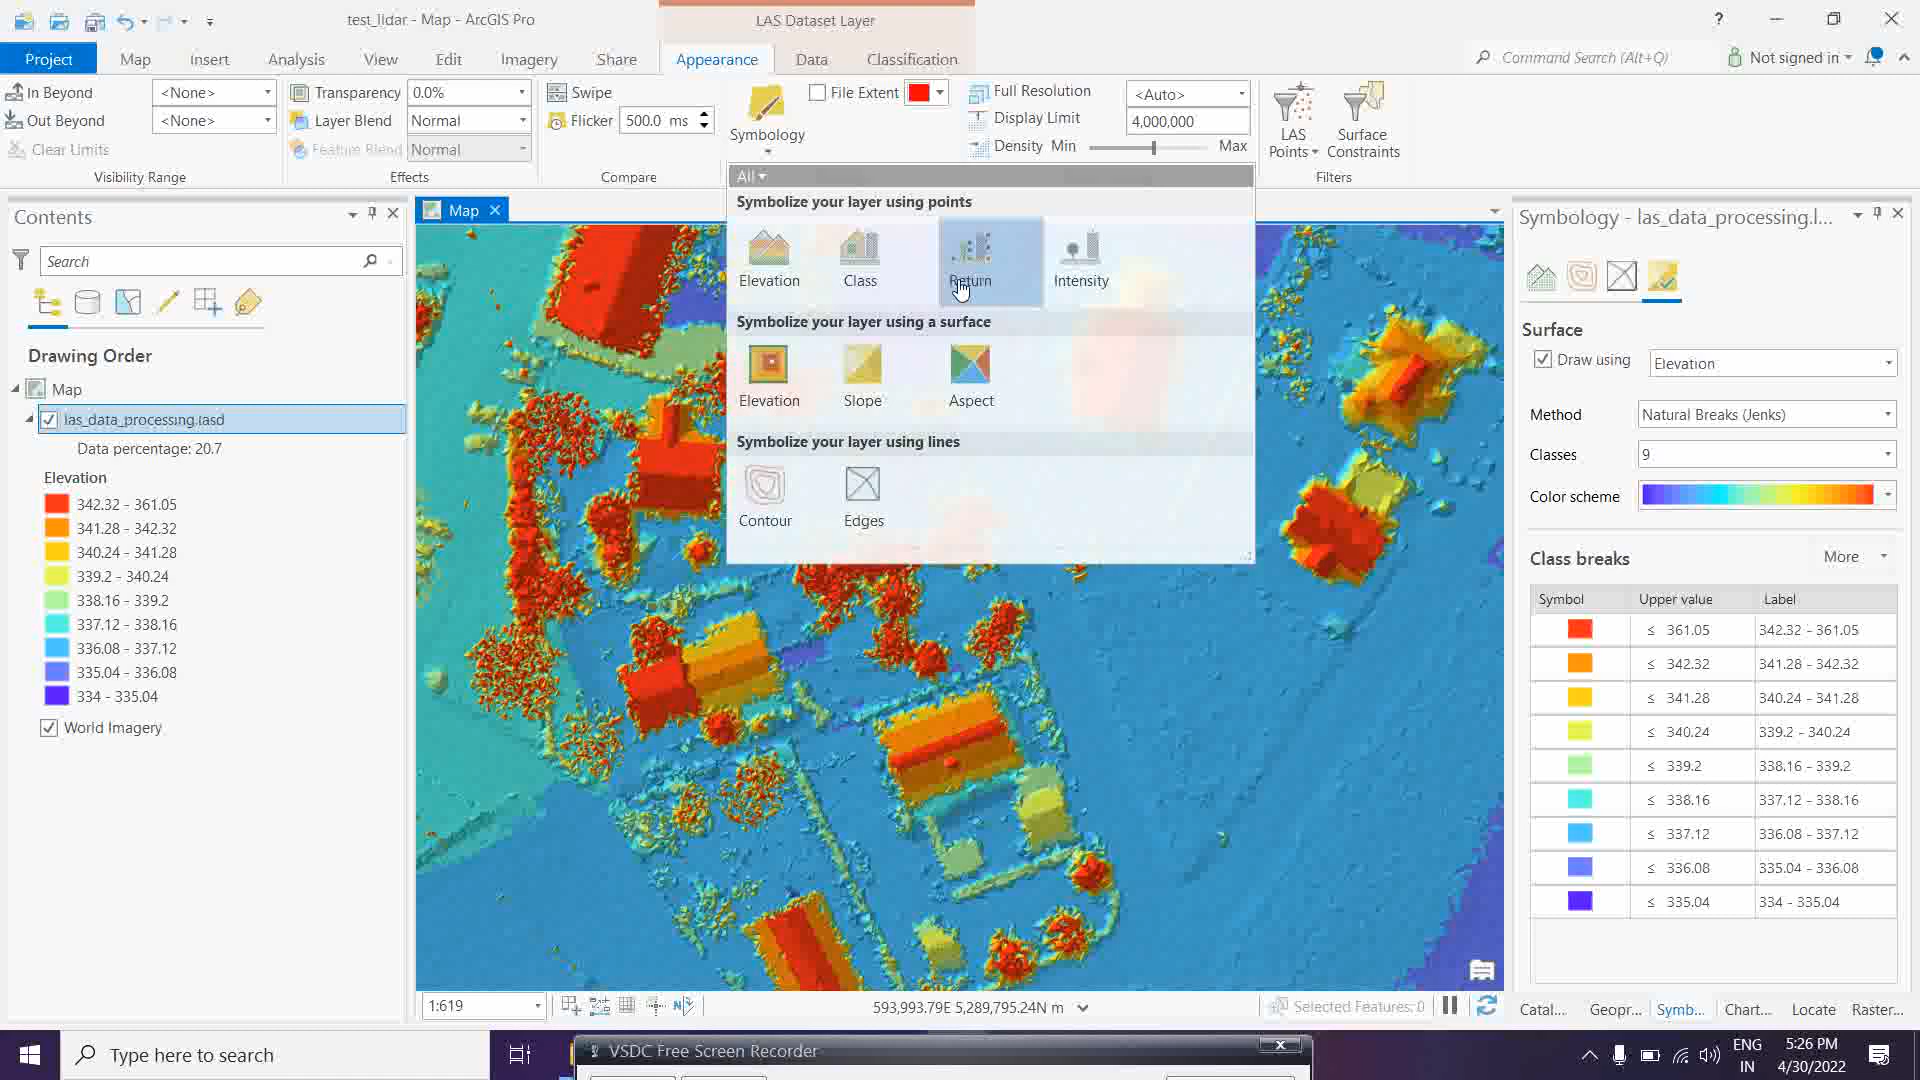 test_lldar - Map - ArcGIS Pro
LAS Dataset Layer
?
Project
Map
Insert
Analysis
View
Edit
Imagery
Share
Appearance
Data
Classification
Command Search (Alt+Q)
Not signed in
In Beyond
<None>
Out Beyond
<None>
Clear Limits
Visibility Range
Transparency
0.0%
Layer Blend
Normal
Feature Blend
Normal
Effects
Swipe
Flicker
500.0 ms
Compare
Symbology
File Extent
Full Resolution
<Auto>
Display Limit
4,000,000
Density Min
Max
LAS
Points
Surface
Constraints
Filters
All
Symbolize your layer using points
Elevation
Class
Return
Intensity
Symbolize your layer using a surface
Elevation
Slope
Aspect
Symbolize your layer using lines
Contour
Edges
Contents
Search
Drawing Order
Map
las_data_processing.lasd
Data percentage: 20.7
Elevation
342.32 - 361.05
341.28 - 342.32
340.24 - 341.28
339.2 - 340.24
338.16 - 339.2
337.12 - 338.16
336.08 - 337.12
335.04 - 336.08
334 - 335.04
World Imagery
Map
1:619
593,993.79E 5,289,795.24N m
Selected Features: 0
Symbology - las_data_processing.l...
Surface
Draw using
Elevation
Method
Natural Breaks (Jenks)
Classes
9
Color scheme
Class breaks
More
Symbol
Upper value
Label
≤ 361.05
342.32 - 361.05
≤ 342.32
341.28 - 342.32
≤ 341.28
340.24 - 341.28
≤ 340.24
339.2 - 340.24
≤ 339.2
338.16 - 339.2
≤ 338.16
337.12 - 338.16
≤ 337.12
336.08 - 337.12
≤ 336.08
335.04 - 336.08
≤ 335.04
334 - 335.04
Catal...
Geopr...
Symb...
Chart...
Locate
Raster...
Type here to search
VSDC Free Screen Recorder
ENG
IN
5:26 PM
4/30/2022